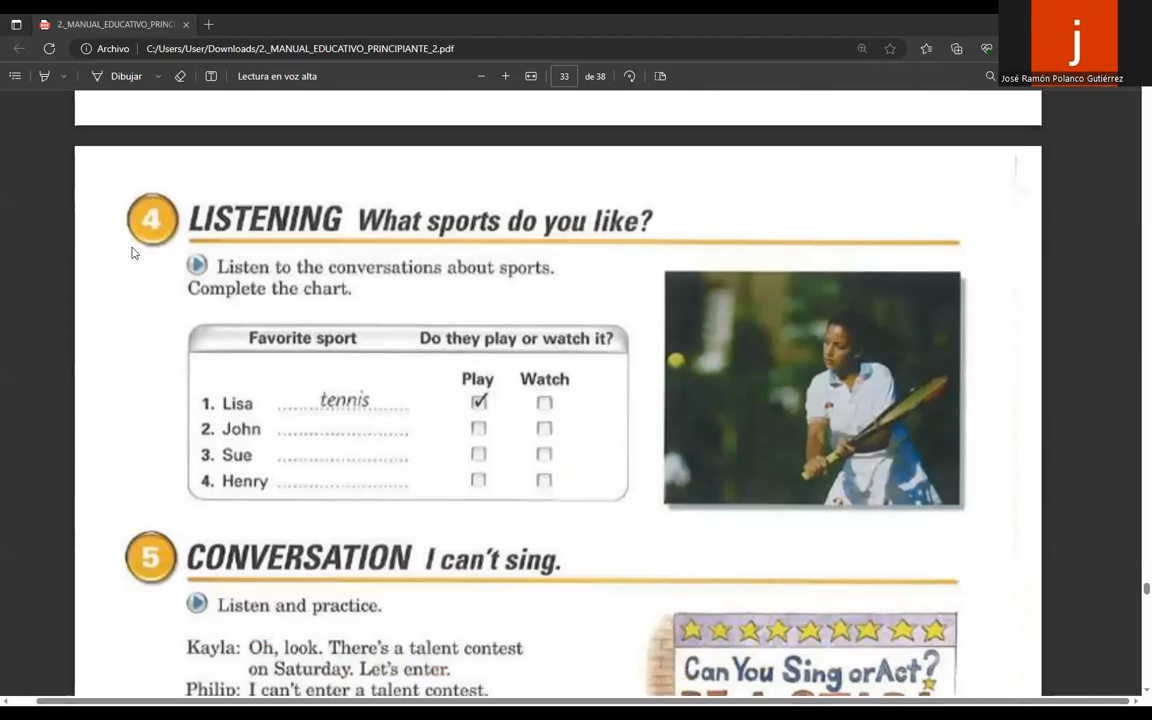 2._MANUAL_EDUCATIVO_PRINCI
Archivo
C:/Users/User/Downloads/2._MANUAL_EDUCATIVO_PRINCIPIANTE_2.pdf
j
José Ramón Polanco Gutiérrez
Dibujar
Lectura en voz alta
33
de 38
4
LISTENING What sports do you like?
Listen to the conversations about sports.
Complete the chart.
Favorite sport
Do they play or watch it?
Play
Watch
1. Lisa tennis
2. John
3. Sue
4. Henry
5
CONVERSATION I can't sing.
Listen and practice.
Kayla: Oh, look. There's a talent contest
on Saturday. Let's enter.
Philip: I can't enter a talent contest.
Can You Sing or Act?